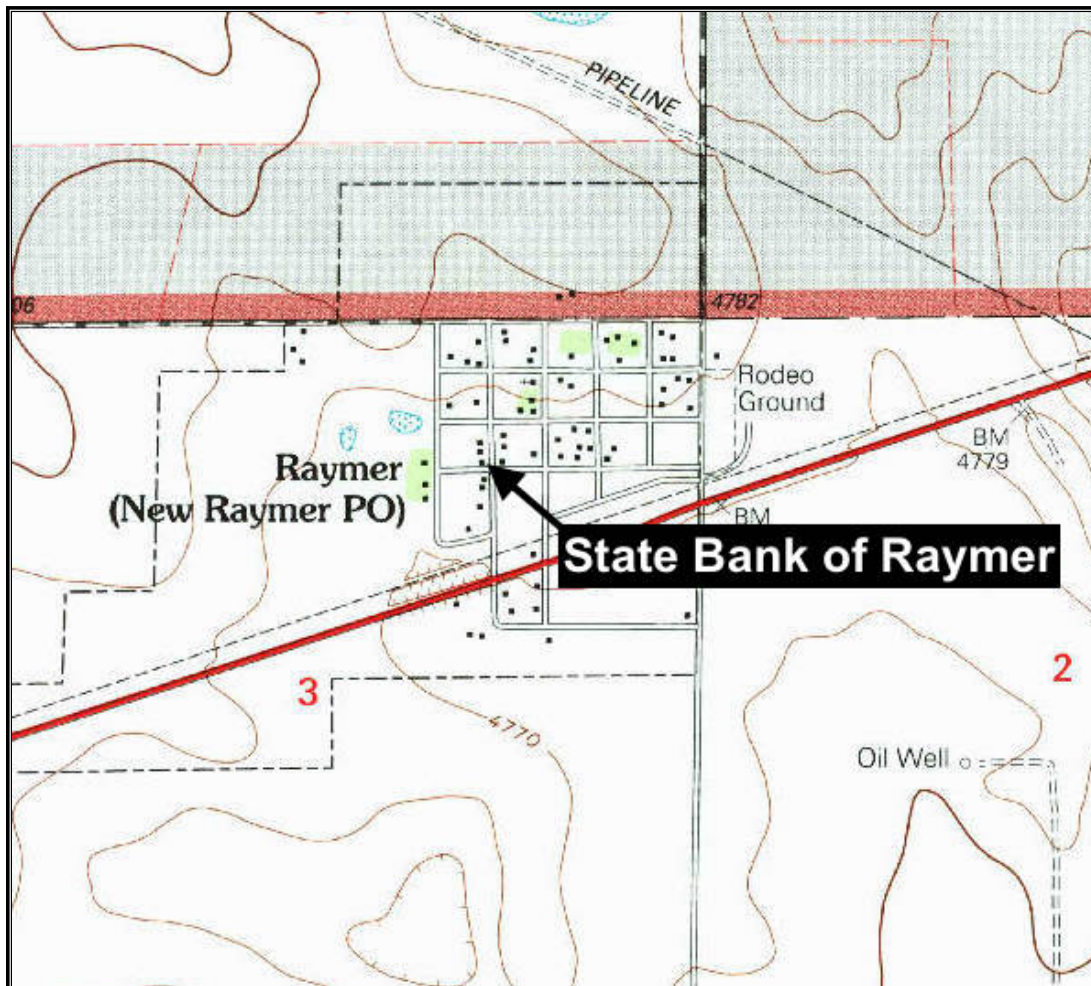 PIPELINE
06
4782
Rodeo
Ground
BM
4779
Raymer
(New Raymer PO)
BM
State Bank of Raymer
3
2
4770
Oil Well